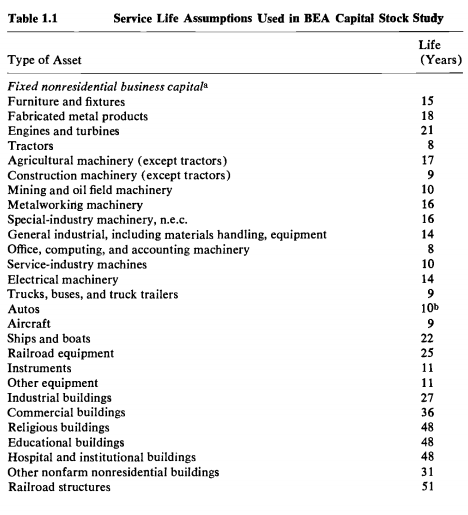 Table 1.1 Service Life Assumptions Used in BEA Capital Stock Study
Life
Type of Asset (Years)
Fixed nonresidential business capitalᵃ
Furniture and fixtures 15
Fabricated metal products 18
Engines and turbines 21
Tractors 8
Agricultural machinery (except tractors) 17
Construction machinery (except tractors) 9
Mining and oil field machinery 10
Metalworking machinery 16
Special-industry machinery, n.e.c. 16
General industrial, including materials handling, equipment 14
Office, computing, and accounting machinery 8
Service-industry machines 10
Electrical machinery 14
Trucks, buses, and truck trailers 9
Autos 10ᵇ
Aircraft 9
Ships and boats 22
Railroad equipment 25
Instruments 11
Other equipment 11
Industrial buildings 27
Commercial buildings 36
Religious buildings 48
Educational buildings 48
Hospital and institutional buildings 48
Other nonfarm nonresidential buildings 31
Railroad structures 51